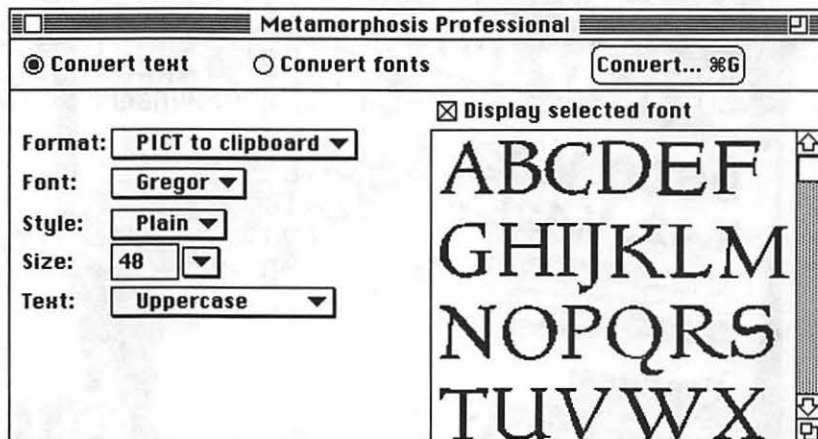 Metamorphosis Professional
Convert text
Convert fonts
Convert... ⌘G
Display selected font
Format: PICT to clipboard
Font: Gregor
Style: Plain
Size: 48
Text: Uppercase
ABCDEF
GHIJKLM
NOPQRS
TUVWX